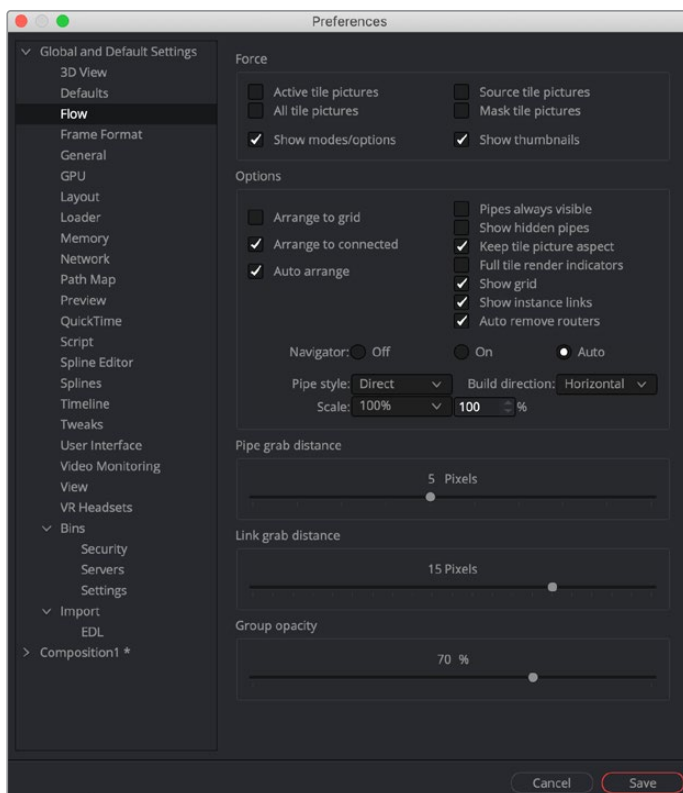 Preferences
Global and Default Settings
3D View
Defaults
Flow
Frame Format
General
GPU
Layout
Loader
Memory
Network
Path Map
Preview
QuickTime
Script
Spline Editor
Splines
Timeline
Tweaks
User Interface
Video Monitoring
View
VR Headsets
Bins
Security
Servers
Settings
Import
EDL
Composition1 *
Force
Active tile pictures
Source tile pictures
All tile pictures
Mask tile pictures
Show modes/options
Show thumbnails
Options
Arrange to grid
Arrange to connected
Auto arrange
Pipes always visible
Show hidden pipes
Keep tile picture aspect
Full tile render indicators
Show grid
Show instance links
Auto remove routers
Navigator: Off On Auto
Pipe style: Direct Build direction: Horizontal
Scale: 100% 100 %
Pipe grab distance
5 Pixels
Link grab distance
15 Pixels
Group opacity
70 %
Cancel Save